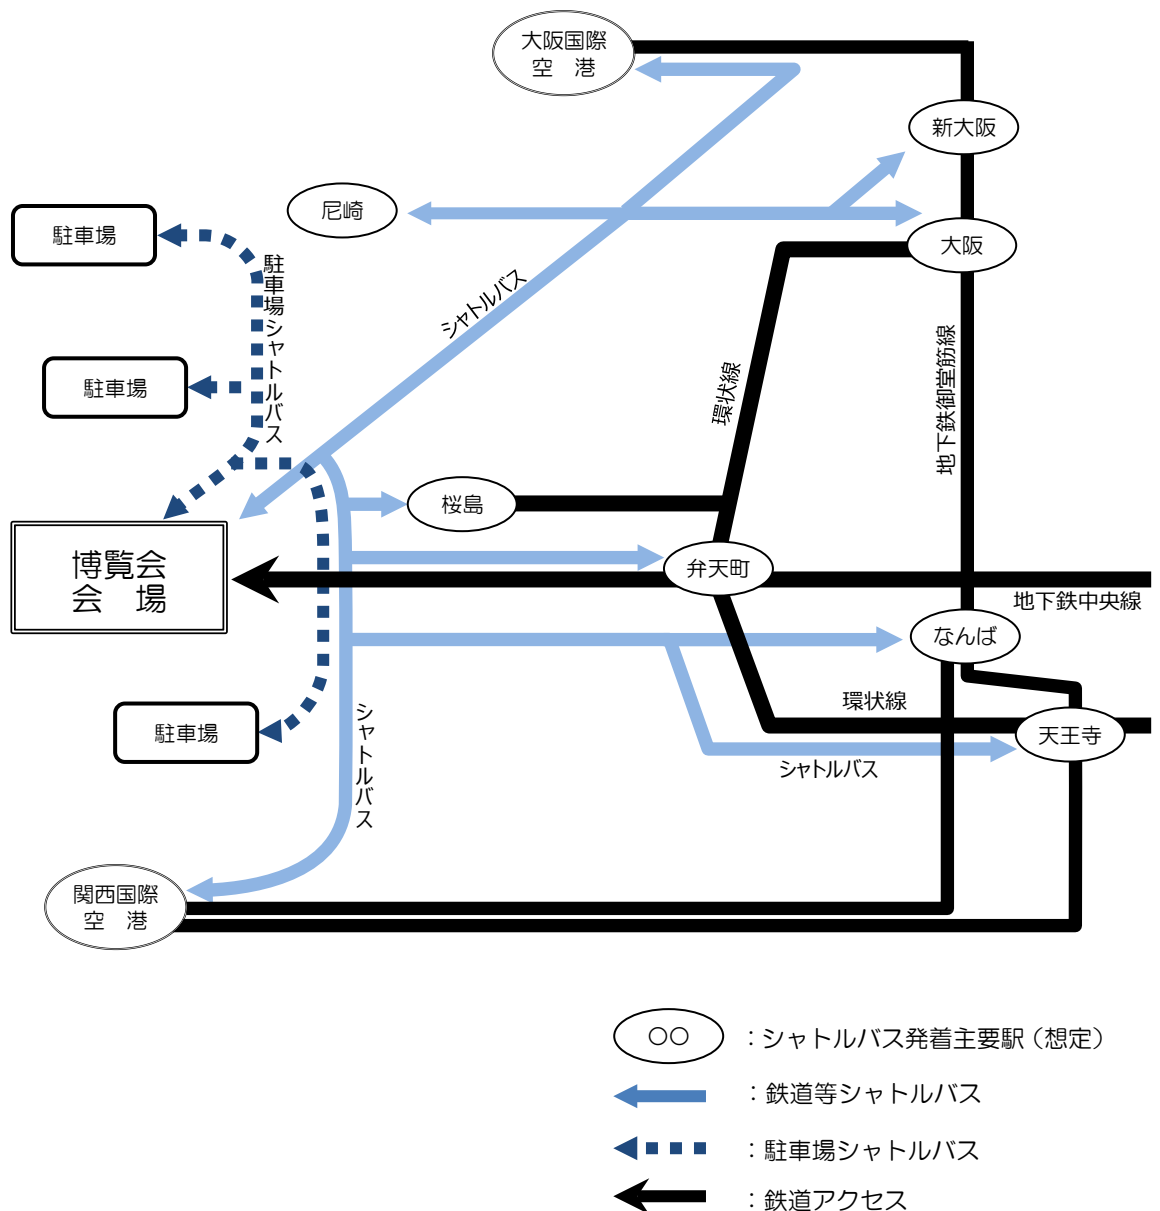 大阪国際
空　港
新大阪
尼崎
駐車場
大阪
駐車場シャトルバス
シャトルバス
環状線
地下鉄御堂筋線
駐車場
桜島
博覧会
会　場
弁天町
地下鉄中央線
なんば
環状線
駐車場
シャトルバス
天王寺
シャトルバス
関西国際
空　港
〇〇
：シャトルバス発着主要駅（想定）
：鉄道等シャトルバス
：駐車場シャトルバス
：鉄道アクセス